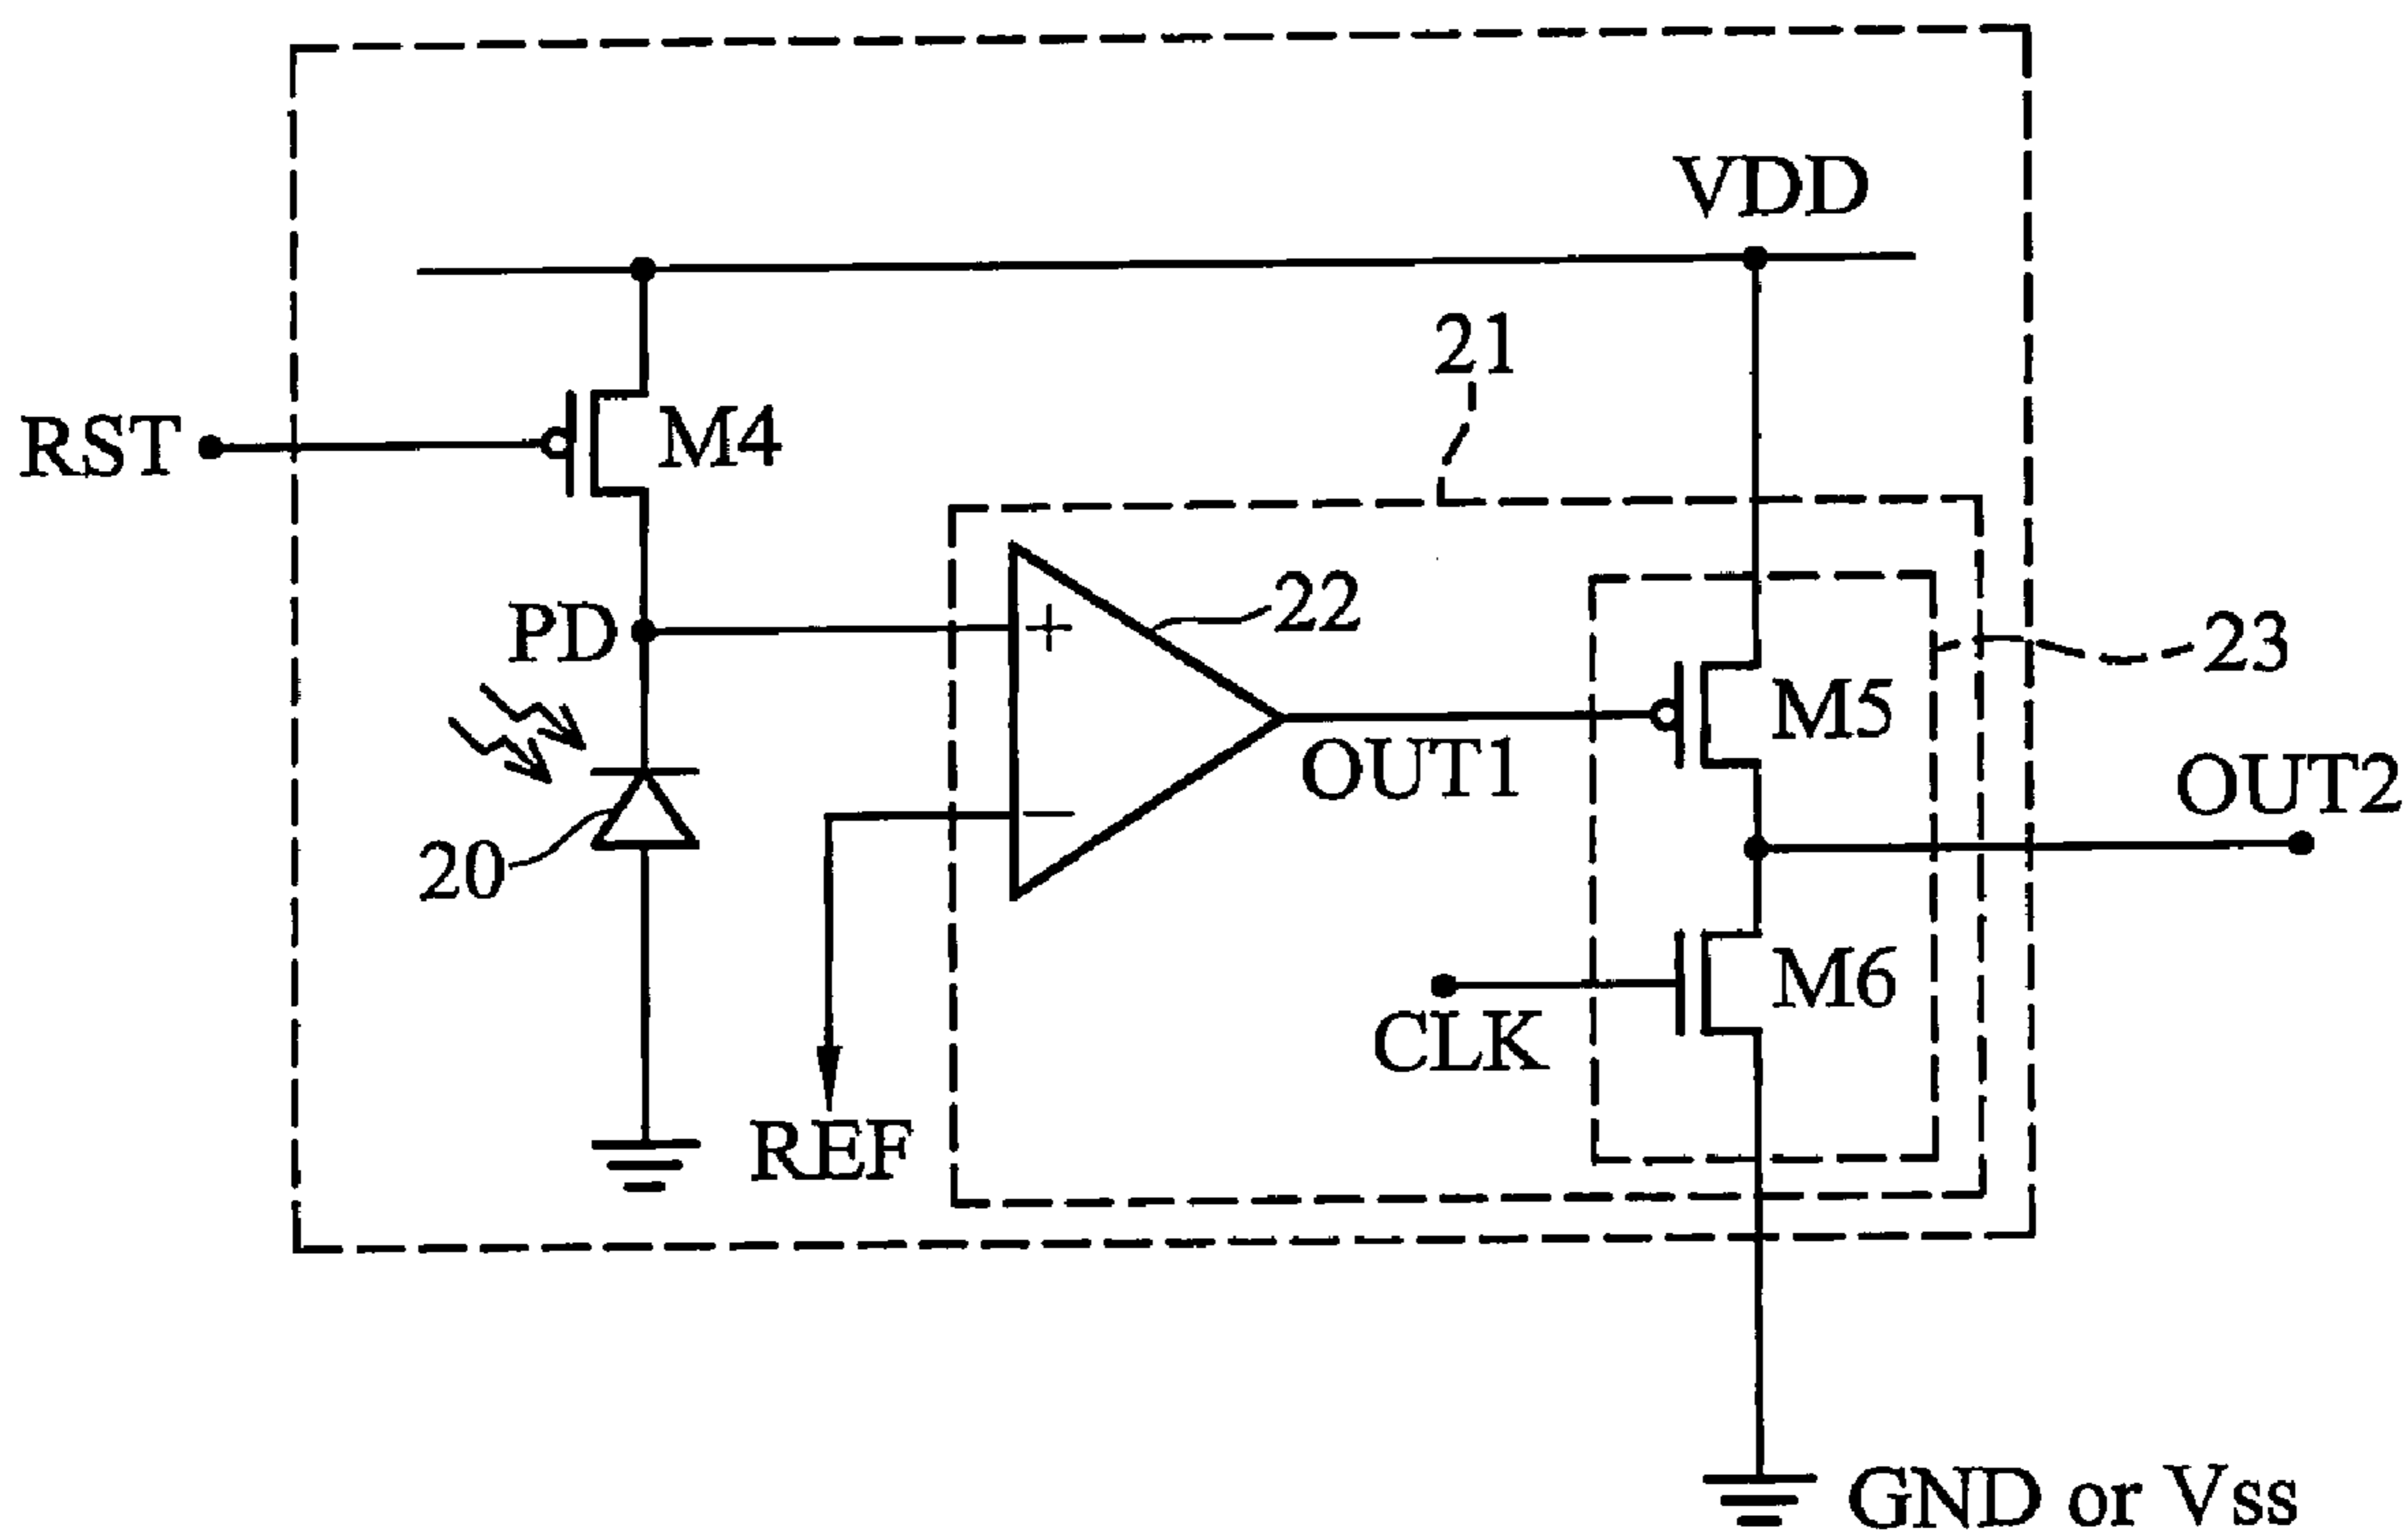 VDD
21
RST
M4
PD
+
22
23
M5
OUT1
OUT2
−
20
M6
CLK
REF
GND or Vss